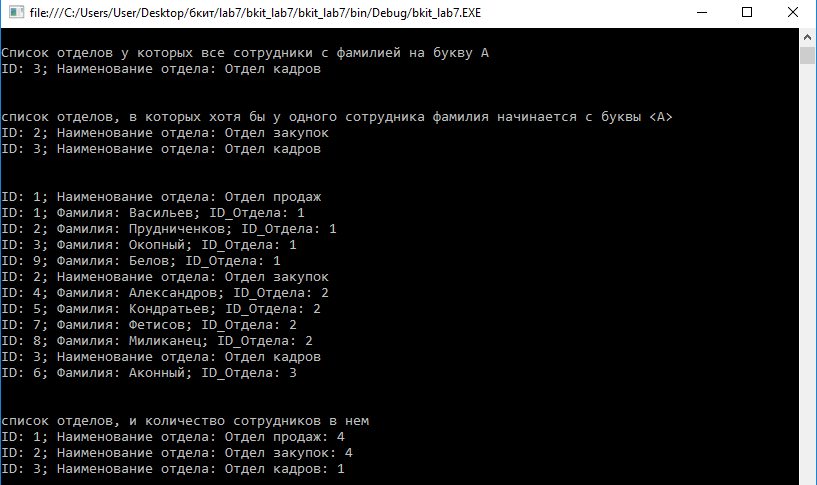 file:///C:/Users/User/Desktop/бкит/lab7/bkit_lab7/bkit_lab7/bin/Debug/bkit_lab7.EXE
Список отделов у которых все сотрудники с фамилией на букву А
ID: 3; Наименование отдела: Отдел кадров
список отделов, в которых хотя бы у одного сотрудника фамилия начинается с буквы <А>
ID: 2; Наименование отдела: Отдел закупок
ID: 3; Наименование отдела: Отдел кадров
ID: 1; Наименование отдела: Отдел продаж
ID: 1; Фамилия: Васильев; ID_Отдела: 1
ID: 2; Фамилия: Прудниченков; ID_Отдела: 1
ID: 3; Фамилия: Окопный; ID_Отдела: 1
ID: 9; Фамилия: Белов; ID_Отдела: 1
ID: 2; Наименование отдела: Отдел закупок
ID: 4; Фамилия: Александров; ID_Отдела: 2
ID: 5; Фамилия: Кондратьев; ID_Отдела: 2
ID: 7; Фамилия: Фетисов; ID_Отдела: 2
ID: 8; Фамилия: Миликанец; ID_Отдела: 2
ID: 3; Наименование отдела: Отдел кадров
ID: 6; Фамилия: Аконный; ID_Отдела: 3
список отделов, и количество сотрудников в нем
ID: 1; Наименование отдела: Отдел продаж: 4
ID: 2; Наименование отдела: Отдел закупок: 4
ID: 3; Наименование отдела: Отдел кадров: 1